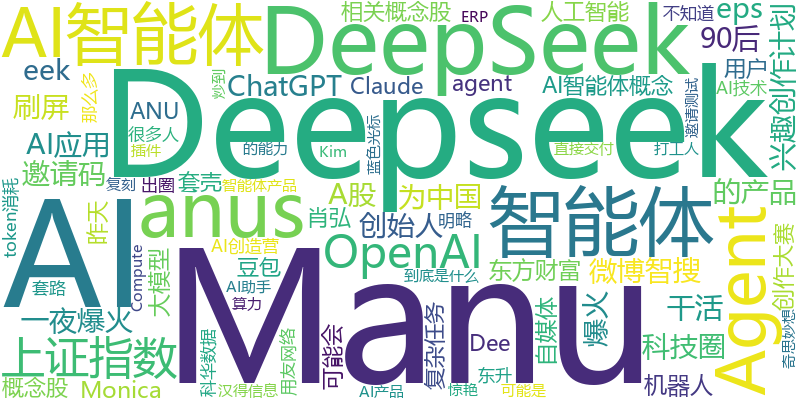 AI智能体
DeepSeek
相关概念股
ERP
人工智能
不知道
eps
90后
eek
那么多
ChatGPT
Claude
炒到
agent
AI智能体概念
用户
AI技术
刷屏
ANU
很多人
插件
AI应用
的能力
Kim
蓝色光标
直接交付
邀请测试
打工人
兴趣创作计划
Deepseek
邀请码
复刻
出圈
套壳
智能体产品
A股
为中国
的产品
token消耗
昨天
AI
anus
肖弘
创始人
明略
智能体
Agent
创作大赛
AI创造营
豆包
OpenAI
东方财富
微博智搜
到底是什么
套路
Compute
大模型
AI助手
算力
一夜爆火
Manu
可能会
复杂任务
自媒体
爆火
干活
奇思妙想
上证指数
科华数据
用友网络
Dee
科技圈
概念股
Monica
汉得信息
AI产品
惊艳
东升
可能是
机器人